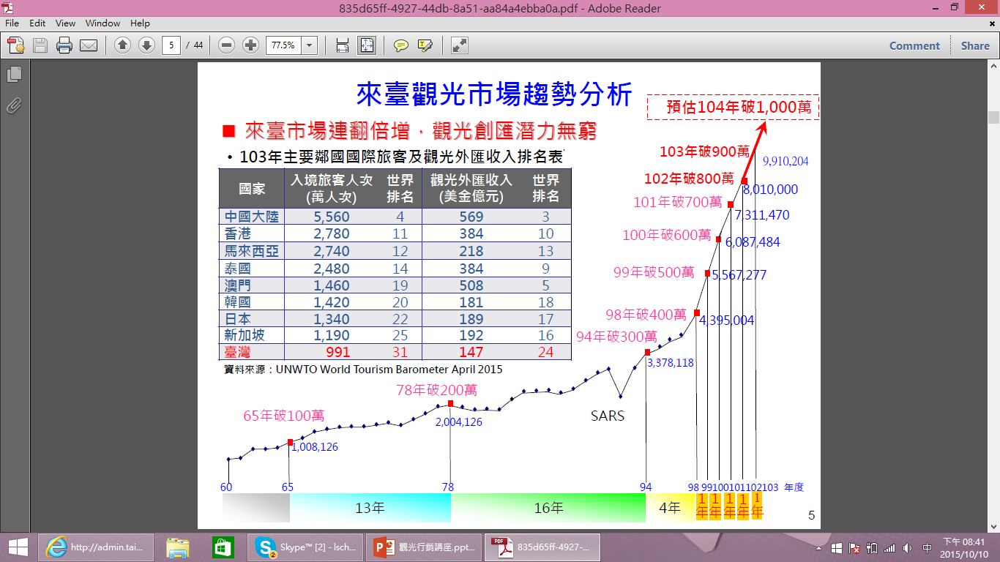 835d65ff-4927-44db-8a51-aa84a4ebba0a.pdf - Adobe Reader
File Edit View Window Help
5 / 44 77.5% Comment Share
來臺觀光市場趨勢分析
預估104年破1,000萬
■ 來臺市場連翻倍增，觀光創匯潛力無窮
• 103年主要鄰國國際旅客及觀光外匯收入排名表
國家 入境旅客人次(萬人次) 世界排名 觀光外匯收入(美金億元) 世界排名
中國大陸 5,560 4 569 3
香港 2,780 11 384 10
馬來西亞 2,740 12 218 13
泰國 2,480 14 384 9
澳門 1,460 19 508 5
韓國 1,420 20 181 18
日本 1,340 22 189 17
新加坡 1,190 25 192 16
臺灣 991 31 147 24
資料來源：UNWTO World Tourism Barometer April 2015
103年破900萬 9,910,204
102年破800萬 8,010,000
101年破700萬 7,311,470
100年破600萬 6,087,484
99年破500萬 5,567,277
98年破400萬 4,395,004
94年破300萬 3,378,118
SARS
78年破200萬 2,004,126
65年破100萬 1,008,126
60 65 78 94 98 99 100 101 102 103 年度
13年 16年 4年 1年 1年 1年 1年 1年
5
http://admin.tai... Skype™ [2] - lsch... 觀光行銷講座.ppt... 835d65ff-4927-...
中 下午 08:41
2015/10/10